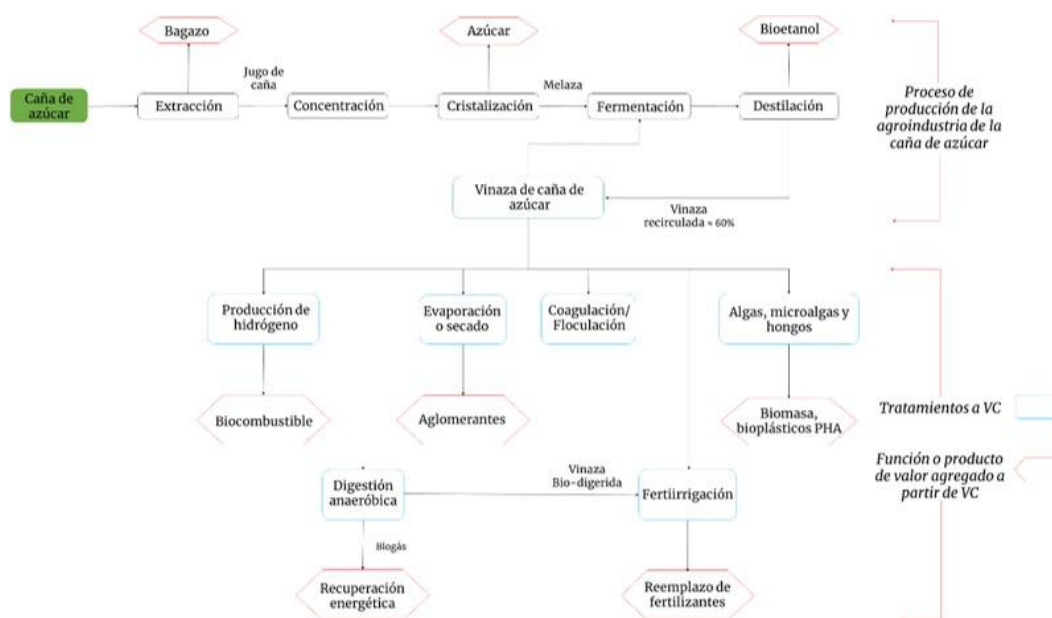 Bagazo
Azúcar
Bioetanol
Jugo de
caña
Melaza
Caña de
azúcar
Extracción
Concentración
Cristalización
Fermentación
Destilación
Proceso de
producción de la
agroindustria de la
caña de azúcar
Vinaza de caña de
azúcar
Vinaza
recirculada ≈ 60%
Producción de
hidrógeno
Evaporación
o secado
Coagulación/
Floculación
Algas, microalgas y
hongos
Biocombustible
Aglomerantes
Biomasa,
bioplásticos PHA
Tratamientos a VC
Función o producto
de valor agregado a
partir de VC
Digestión
anaeróbica
Vinaza
Bio-digerida
Fertiirrigación
Biogás
Recuperación
energética
Reemplazo de
fertilizantes